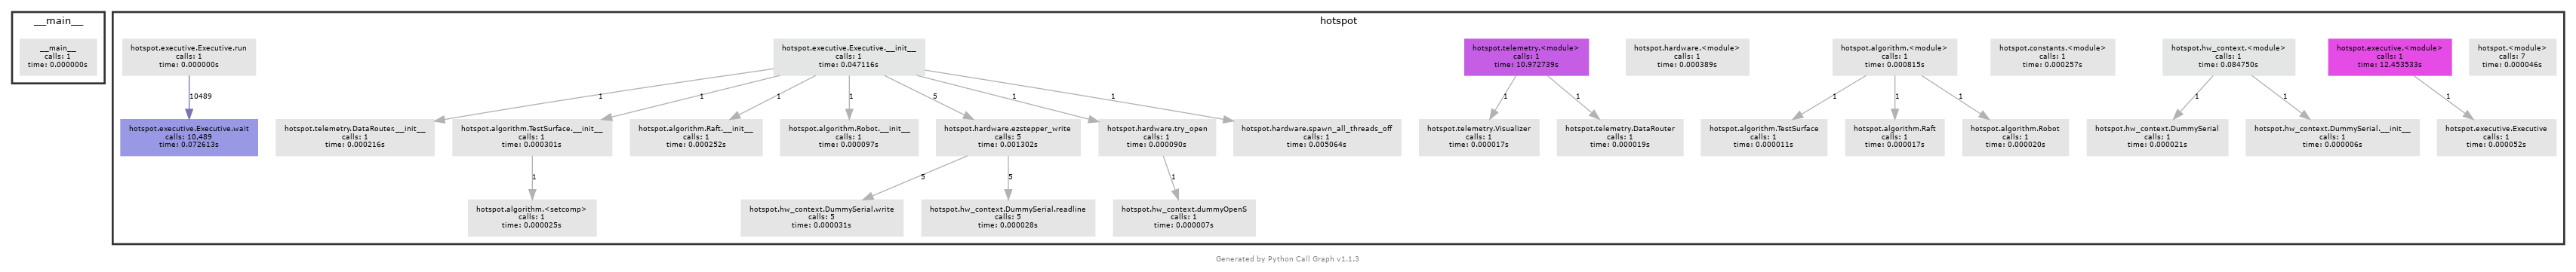 __main__
hotspot
__main__
calls: 1
time: 0.000000s
hotspot.executive.Executive.run
calls: 1
time: 0.000000s
hotspot.executive.Executive.__init__
calls: 1
time: 0.047116s
hotspot.telemetry.<module>
calls: 1
time: 10.972739s
hotspot.hardware.<module>
calls: 1
time: 0.000389s
hotspot.algorithm.<module>
calls: 1
time: 0.000815s
hotspot.constants.<module>
calls: 1
time: 0.000257s
hotspot.hw_context.<module>
calls: 1
time: 0.084750s
hotspot.executive.<module>
calls: 1
time: 12.453533s
hotspot.<module>
calls: 7
time: 0.000046s
10489
1
1
1
1
5
1
1
1
1
1
1
1
1
1
1
hotspot.executive.Executive.wait
calls: 10,489
time: 0.072613s
hotspot.telemetry.DataRouter.__init__
calls: 1
time: 0.000216s
hotspot.algorithm.TestSurface.__init__
calls: 1
time: 0.000301s
hotspot.algorithm.Raft.__init__
calls: 1
time: 0.000252s
hotspot.algorithm.Robot.__init__
calls: 1
time: 0.000097s
hotspot.hardware.ezstepper_write
calls: 5
time: 0.001302s
hotspot.hardware.try_open
calls: 1
time: 0.000090s
hotspot.hardware.spawn_all_threads_off
calls: 1
time: 0.005064s
hotspot.telemetry.Visualizer
calls: 1
time: 0.000017s
hotspot.telemetry.DataRouter
calls: 1
time: 0.000019s
hotspot.algorithm.TestSurface
calls: 1
time: 0.000011s
hotspot.algorithm.Raft
calls: 1
time: 0.000017s
hotspot.algorithm.Robot
calls: 1
time: 0.000020s
hotspot.hw_context.DummySerial
calls: 1
time: 0.000021s
hotspot.hw_context.DummySerial.__init__
calls: 1
time: 0.000006s
hotspot.executive.Executive
calls: 1
time: 0.000052s
1
5
5
1
hotspot.algorithm.<setcomp>
calls: 1
time: 0.000025s
hotspot.hw_context.DummySerial.write
calls: 5
time: 0.000031s
hotspot.hw_context.DummySerial.readline
calls: 5
time: 0.000028s
hotspot.hw_context.dummyOpenS
calls: 1
time: 0.000007s
Generated by Python Call Graph v1.1.3